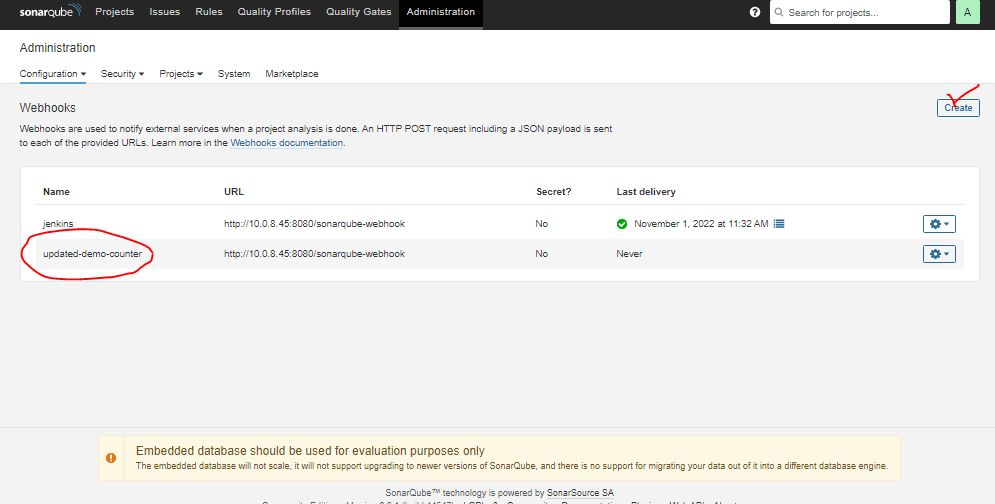 sonarqube Projects Issues Rules Quality Profiles Quality Gates Administration ? Search for projects... A
Administration
Configuration Security Projects System Marketplace
Webhooks
Create
Webhooks are used to notify external services when a project analysis is done. An HTTP POST request including a JSON payload is sent
to each of the provided URLs. Learn more in the Webhooks documentation.
Name URL Secret? Last delivery
jenkins http://10.0.8.45:8080/sonarqube-webhook No November 1, 2022 at 11:32 AM
updated-demo-counter http://10.0.8.45:8080/sonarqube-webhook No Never
Embedded database should be used for evaluation purposes only
The embedded database will not scale, it will not support upgrading to newer versions of SonarQube, and there is no support for migrating your data out of it into a different database engine.
SonarQube™ technology is powered by SonarSource SA